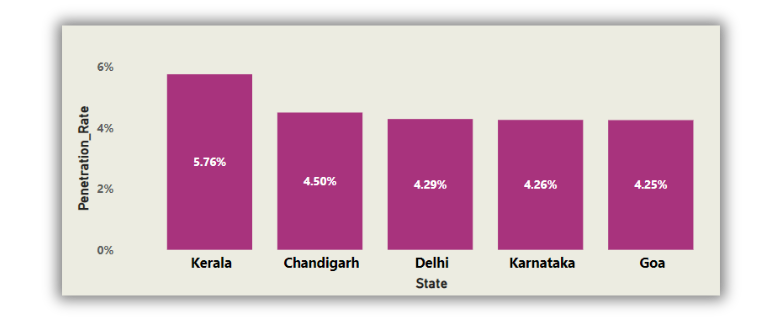 Penetration_Rate
6%
4%
2%
0%
5.76%
4.50%
4.29%
4.26%
4.25%
Kerala
Chandigarh
Delhi
Karnataka
Goa
State